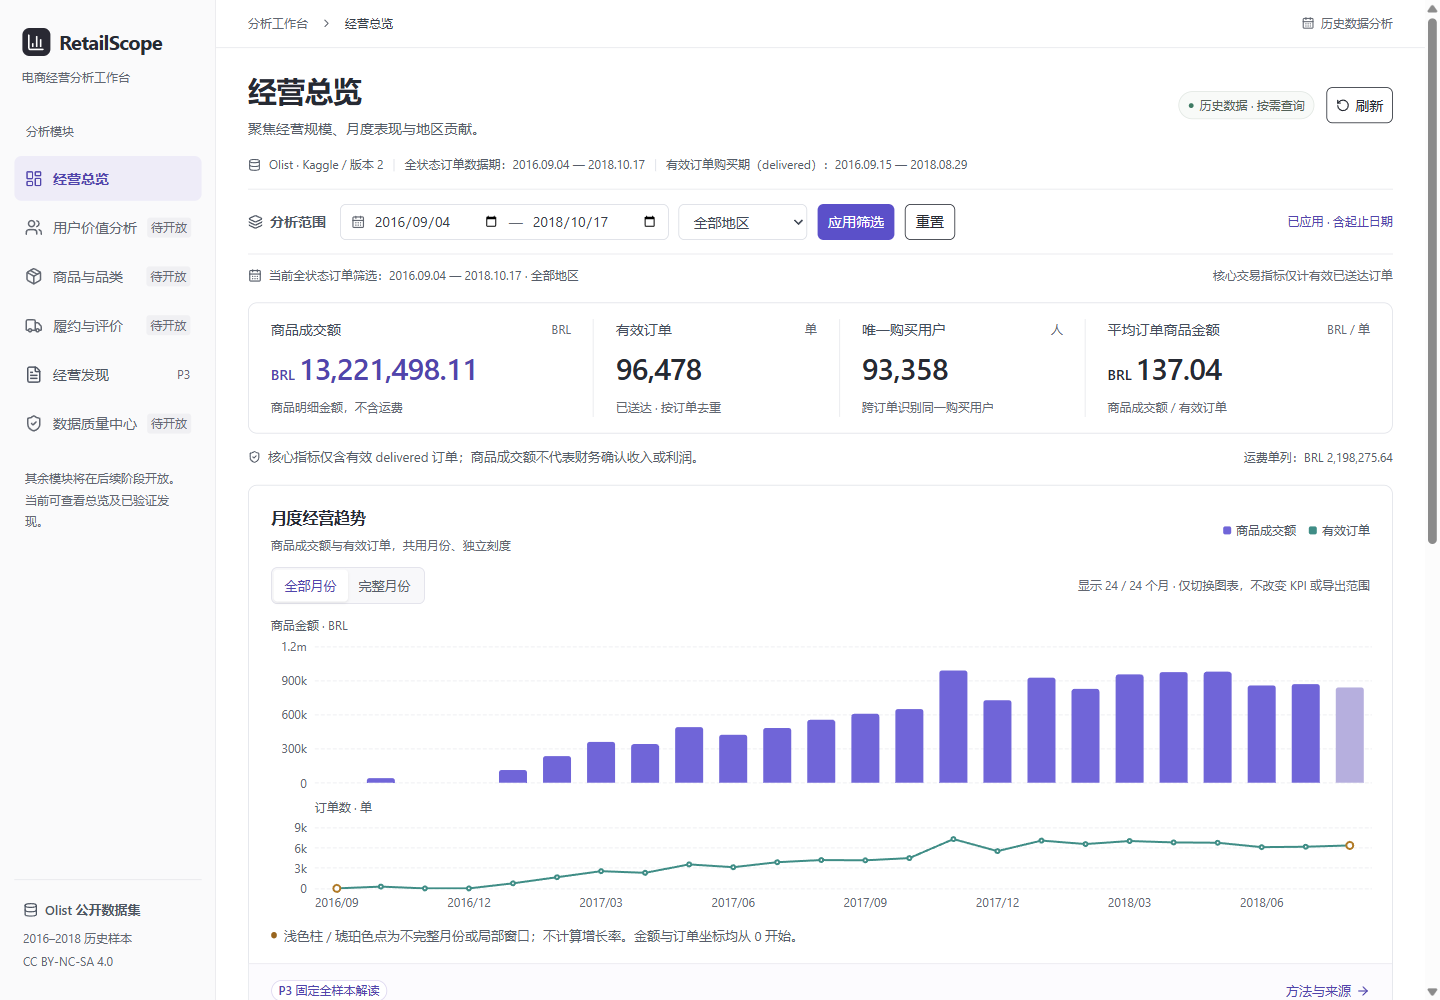 RetailScope
电商经营分析工作台
分析模块
经营总览
用户价值分析 待开放
商品与品类 待开放
履约与评价 待开放
经营发现 P3
数据质量中心 待开放
其余模块将在后续阶段开放。
当前可查看总览及已验证发
现。
Olist 公开数据集
2016–2018 历史样本
CC BY-NC-SA 4.0
分析工作台 > 经营总览
历史数据分析
经营总览
聚焦经营规模、月度表现与地区贡献。
历史数据 · 按需查询
刷新
Olist · Kaggle / 版本 2 全状态订单数据期：2016.09.04 — 2018.10.17 有效订单购买期（delivered）：2016.09.15 — 2018.08.29
分析范围 2016/09/04 — 2018/10/17 全部地区 应用筛选 重置 已应用 · 含起止日期
当前全状态订单筛选：2016.09.04 — 2018.10.17 · 全部地区 核心交易指标仅计有效已送达订单
商品成交额 BRL
BRL 13,221,498.11
商品明细金额，不含运费
有效订单 单
96,478
已送达 · 按订单去重
唯一购买用户 人
93,358
跨订单识别同一购买用户
平均订单商品金额 BRL / 单
BRL 137.04
商品成交额 / 有效订单
核心指标仅含有效 delivered 订单；商品成交额不代表财务确认收入或利润。 运费单列：BRL 2,198,275.64
月度经营趋势
商品成交额与有效订单，共用月份、独立刻度
商品成交额 有效订单
全部月份 完整月份
显示 24 / 24 个月 · 仅切换图表，不改变 KPI 或导出范围
商品金额 · BRL
1.2m
900k
600k
300k
0
订单数 · 单
9k
6k
3k
0
2016/09 2016/12 2017/03 2017/06 2017/09 2017/12 2018/03 2018/06
浅色柱 / 琥珀色点为不完整月份或局部窗口；不计算增长率。金额与订单坐标均从 0 开始。
P3 固定全样本解读 方法与来源 →